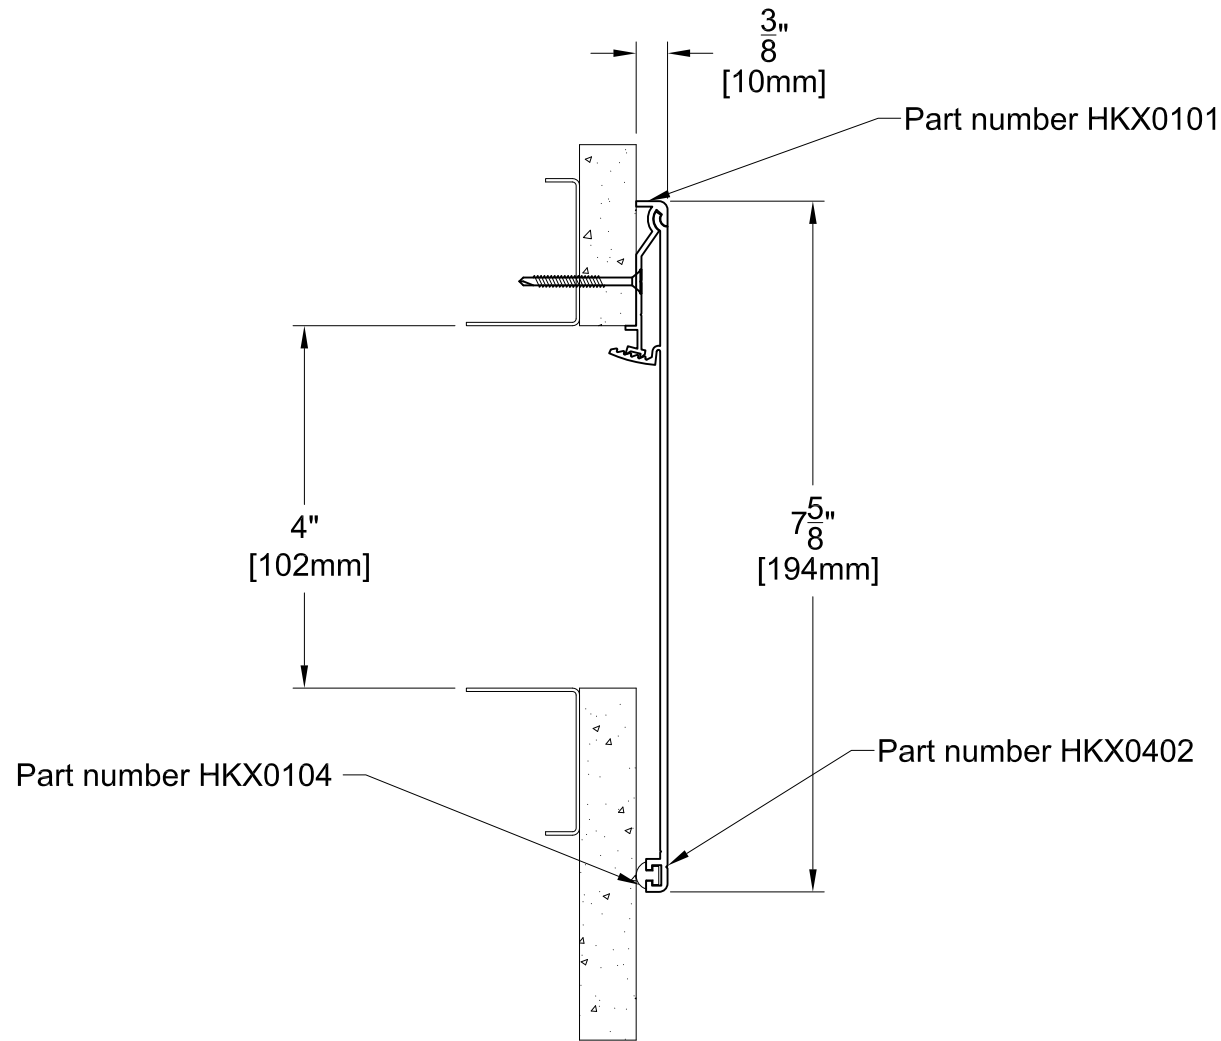 3/8"
[10mm]
Part number HKX0101
4"
[102mm]
7 5/8"
[194mm]
Part number HKX0402
Part number HKX0104